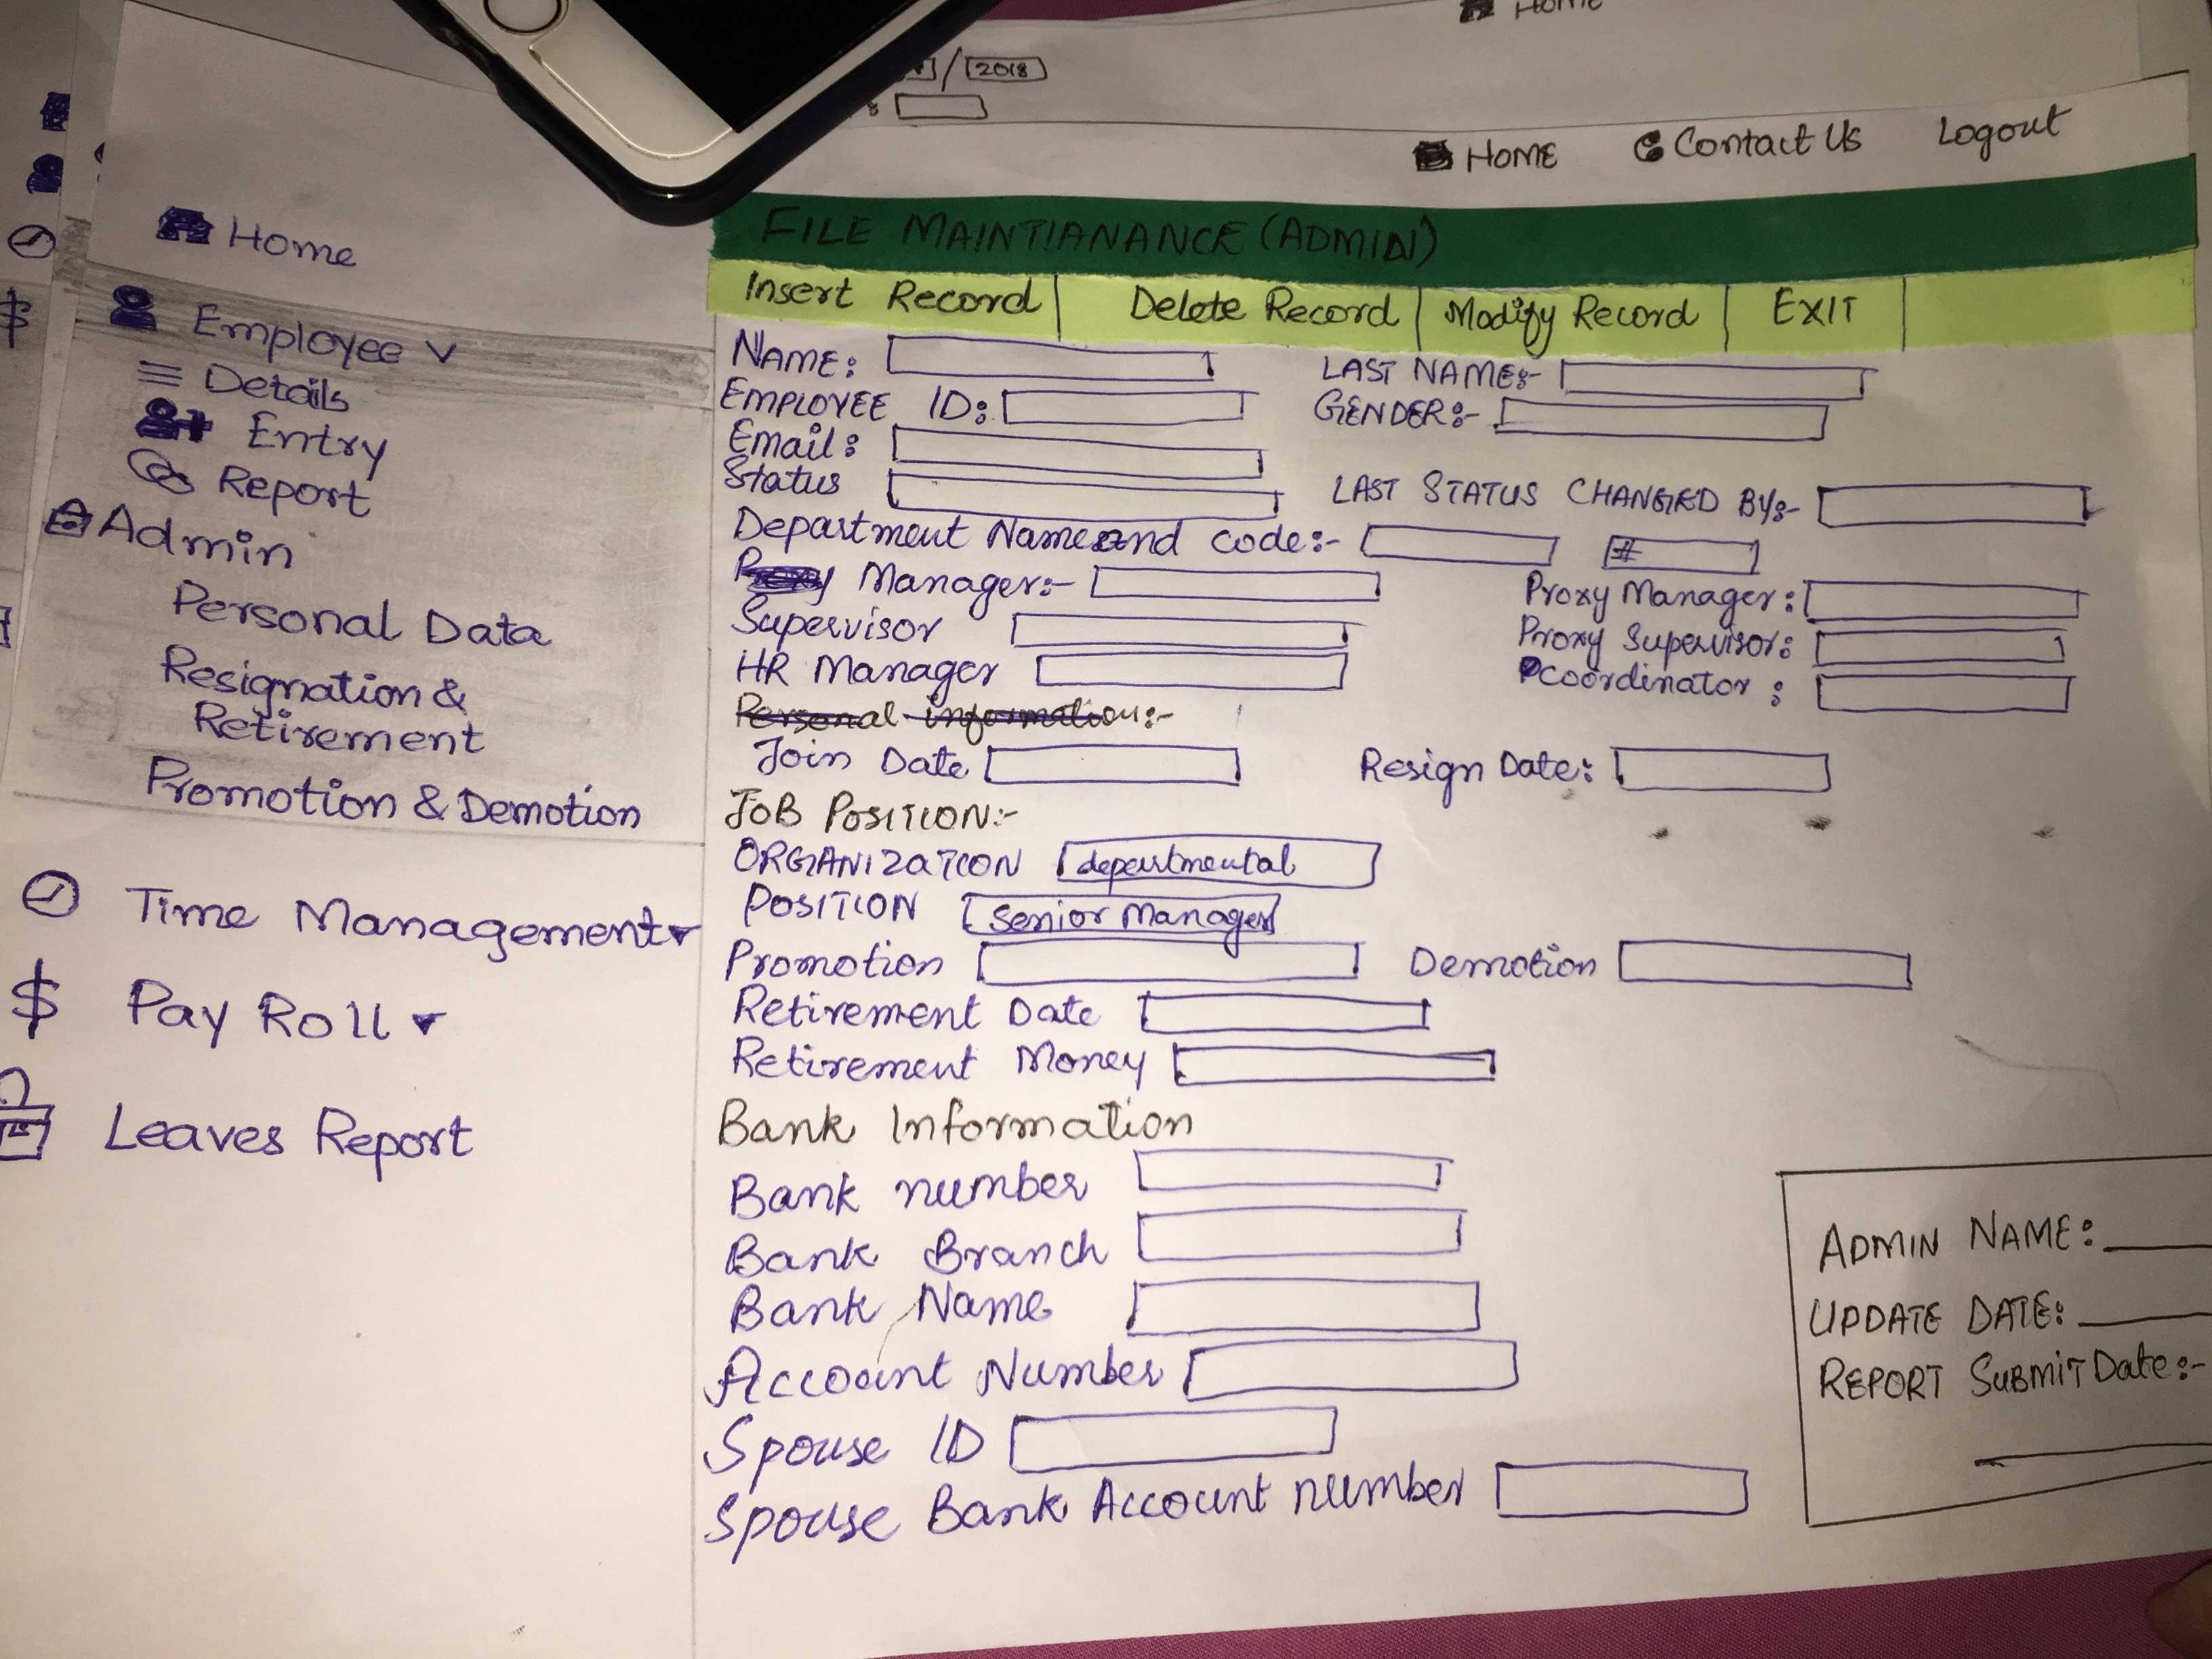 /2018
Home
HOME Contact Us Logout
FILE MAINTIANANCE (ADMIN)
Insert Record Delete Record Modify Record EXIT
Home
Employee
Details
Entry
Report
Admin
Personal Data
Resignation &
Retirement
Promotion & Demotion
Time Management
$ Pay Roll
Leaves Report
NAME: LAST NAME:-
EMPLOYEE ID: GENDER:-
Email:
Status LAST STATUS CHANGED BY:-
Department Name and code:- #
Manager:- Proxy Manager:
Supervisor Proxy Supervisor:
HR Manager coordinator:
Personal information:-
Join Date Resign Date:
JOB POSITION:-
ORGANIZATION departmental
POSITION Senior Manager
Promotion Demotion
Retirement Date
Retirement Money
Bank Information
Bank number
Bank Branch
Bank Name
Account Number
Spouse ID
Spouse Bank Account number
ADMIN NAME:
UPDATE DATE:
REPORT SUBMIT Date:-